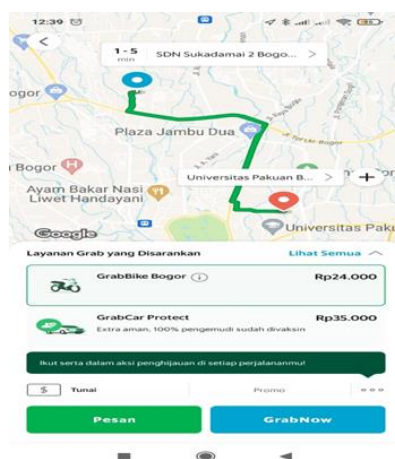 12:39
1 - 5
min
SDN Sukadamai 2 Bogo...
ogor
Plaza Jambu Dua
Bogor
Universitas Pakuan B...
Ayam Bakar Nasi
Liwet Handayani
Google
Universitas Paku
Layanan Grab yang Disarankan
Lihat Semua
GrabBike Bogor
Rp24.000
GrabCar Protect
Rp35.000
Extra aman, 100% pengemudi sudah divaksin
Ikut serta dalam aksi penghijauan di setiap perjalananmu!
Tunai
Promo
Pesan
GrabNow